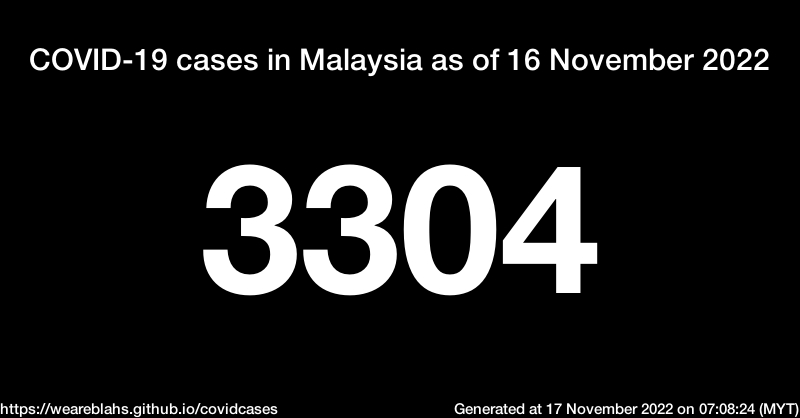 COVID-19 cases in Malaysia as of 16 November 2022
3304
https://weareblahs.github.io/covidcases
Generated at 17 November 2022 on 07:08:24 (MYT)